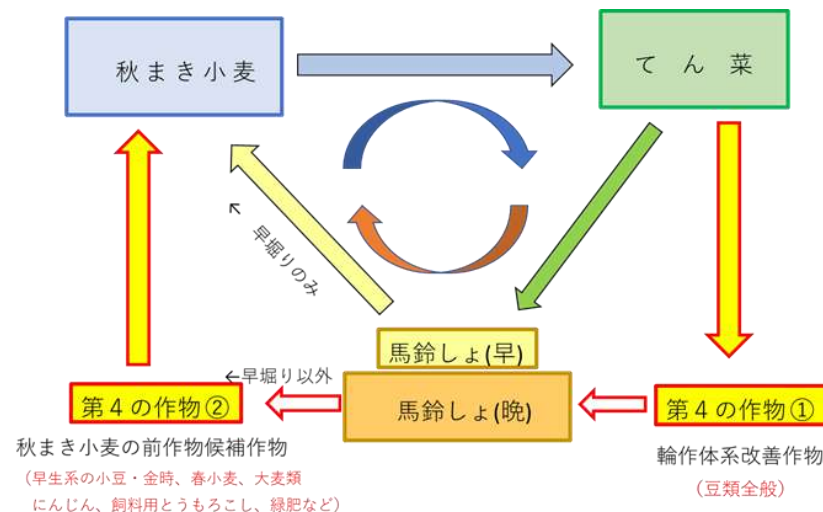 秋まき小麦
てん菜
↖ 早堀りのみ
馬鈴しょ(早)
←早堀り以外
馬鈴しょ(晩)
第4の作物②
第4の作物①
秋まき小麦の前作物候補作物
(早生系の小豆・金時、春小麦、大麦類
にんじん、飼料用とうもろこし、緑肥など)
輪作体系改善作物
(豆類全般)